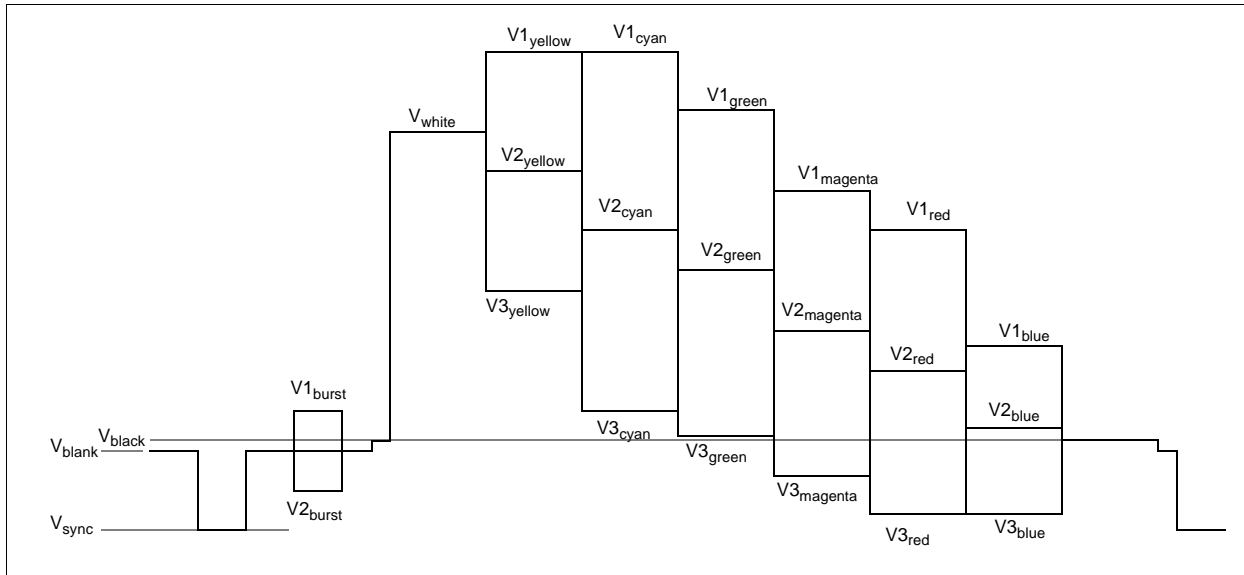 V1yellow
V1cyan
V1green
Vwhite
V2yellow
V1magenta
V2cyan
V1red
V2green
V3yellow
V2magenta
V1blue
V2red
V1burst
V2blue
Vblack
Vblank
V3cyan
V3green
V3magenta
V2burst
Vsync
V3red
V3blue